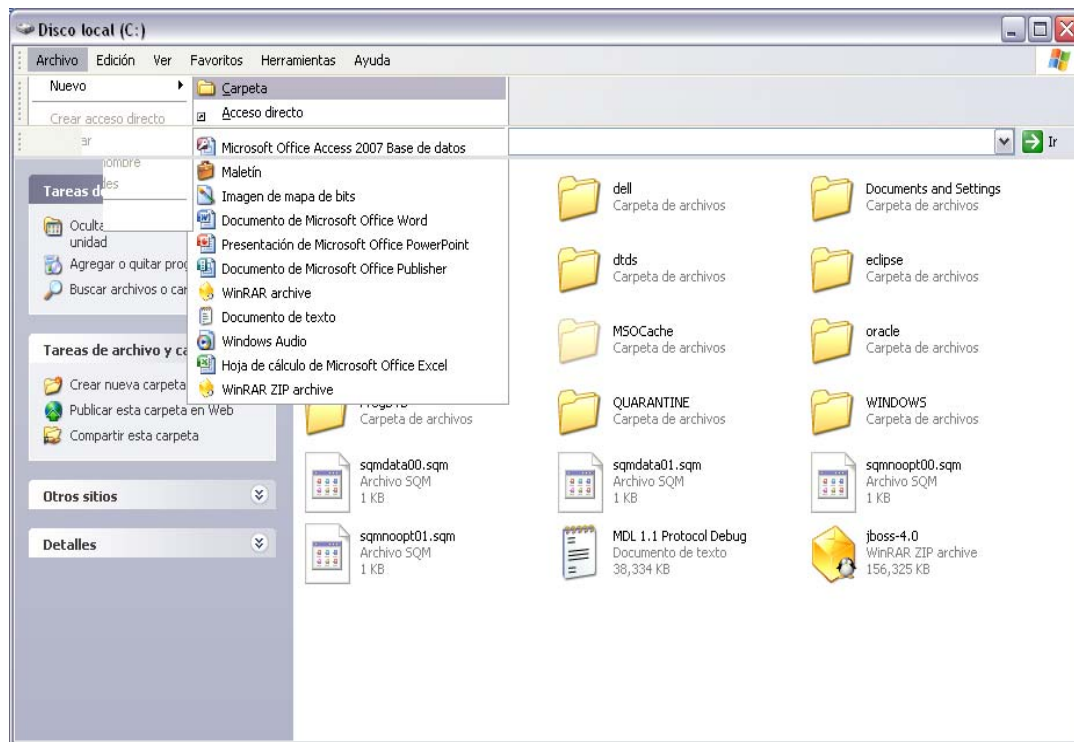 Disco local (C:)
Archivo Edición Ver Favoritos Herramientas Ayuda
Nuevo
Crear acceso directo
Carpeta
Acceso directo
Microsoft Office Access 2007 Base de datos
Maletín
Imagen de mapa de bits
Documento de Microsoft Office Word
Presentación de Microsoft Office PowerPoint
Documento de Microsoft Office Publisher
WinRAR archive
Documento de texto
Windows Audio
Hoja de cálculo de Microsoft Office Excel
WinRAR ZIP archive
Ir
Tareas
unidad
Agregar o quitar
Buscar archivos o
Tareas de archivo y
Crear nueva carpeta
Publicar esta carpeta en Web
Compartir esta carpeta
Otros sitios
Detalles
dell
Carpeta de archivos
Documents and Settings
Carpeta de archivos
dtds
Carpeta de archivos
eclipse
Carpeta de archivos
MSOCache
Carpeta de archivos
oracle
Carpeta de archivos
Carpeta de archivos
QUARANTINE
Carpeta de archivos
WINDOWS
Carpeta de archivos
sqmdata00.sqm
Archivo SQM
1 KB
sqmdata01.sqm
Archivo SQM
1 KB
sqmnoopt00.sqm
Archivo SQM
1 KB
sqmnoopt01.sqm
Archivo SQM
1 KB
MDL 1.1 Protocol Debug
Documento de texto
38,334 KB
jboss-4.0
WinRAR ZIP archive
156,325 KB